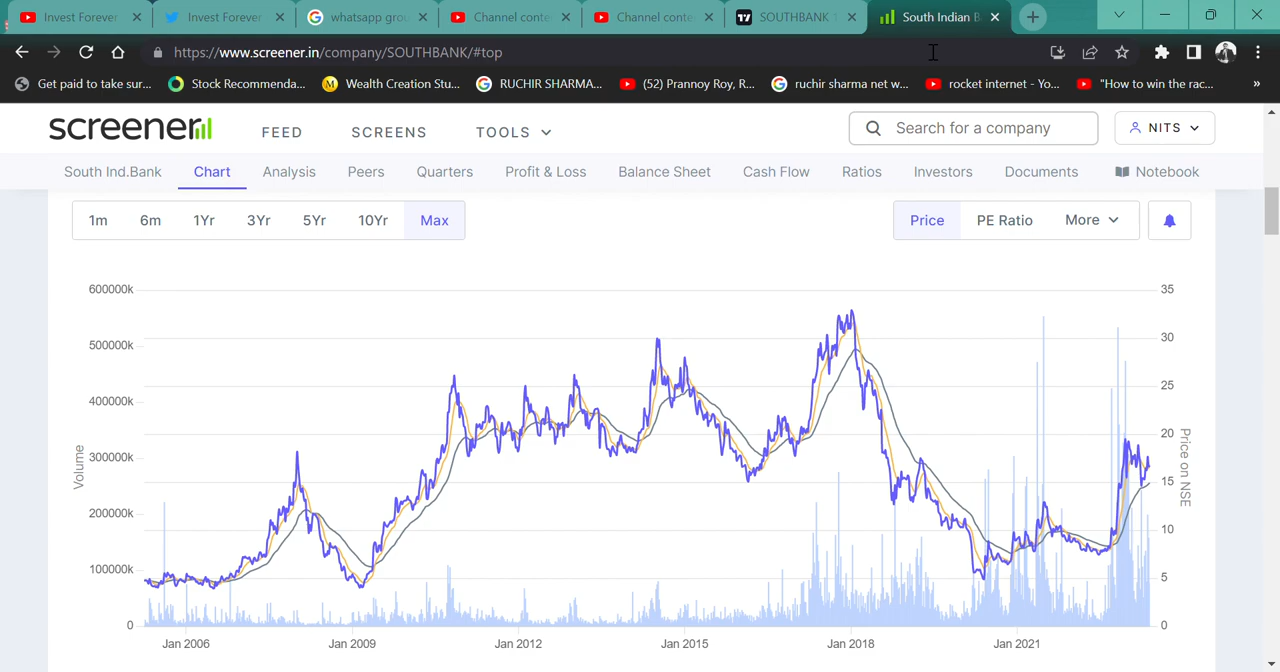 Invest Forever
Invest Forever
whatsapp grou
Channel conte
Channel conte
SOUTHBANK 1
South Indian B
https://www.screener.in/company/SOUTHBANK/#top
Get paid to take sur...
Stock Recommenda...
Wealth Creation Stu...
RUCHIR SHARMA...
(52) Prannoy Roy, R...
ruchir sharma net w...
rocket internet - Yo...
"How to win the rac...
»
screener
FEED
SCREENS
TOOLS
Search for a company
NITS
South Ind.Bank
Chart
Analysis
Peers
Quarters
Profit & Loss
Balance Sheet
Cash Flow
Ratios
Investors
Documents
Notebook
1m
6m
1Yr
3Yr
5Yr
10Yr
Max
Price
PE Ratio
More
600000k
500000k
400000k
300000k
200000k
100000k
0
Volume
35
30
25
20
15
10
5
0
Price on NSE
Jan 2006
Jan 2009
Jan 2012
Jan 2015
Jan 2018
Jan 2021